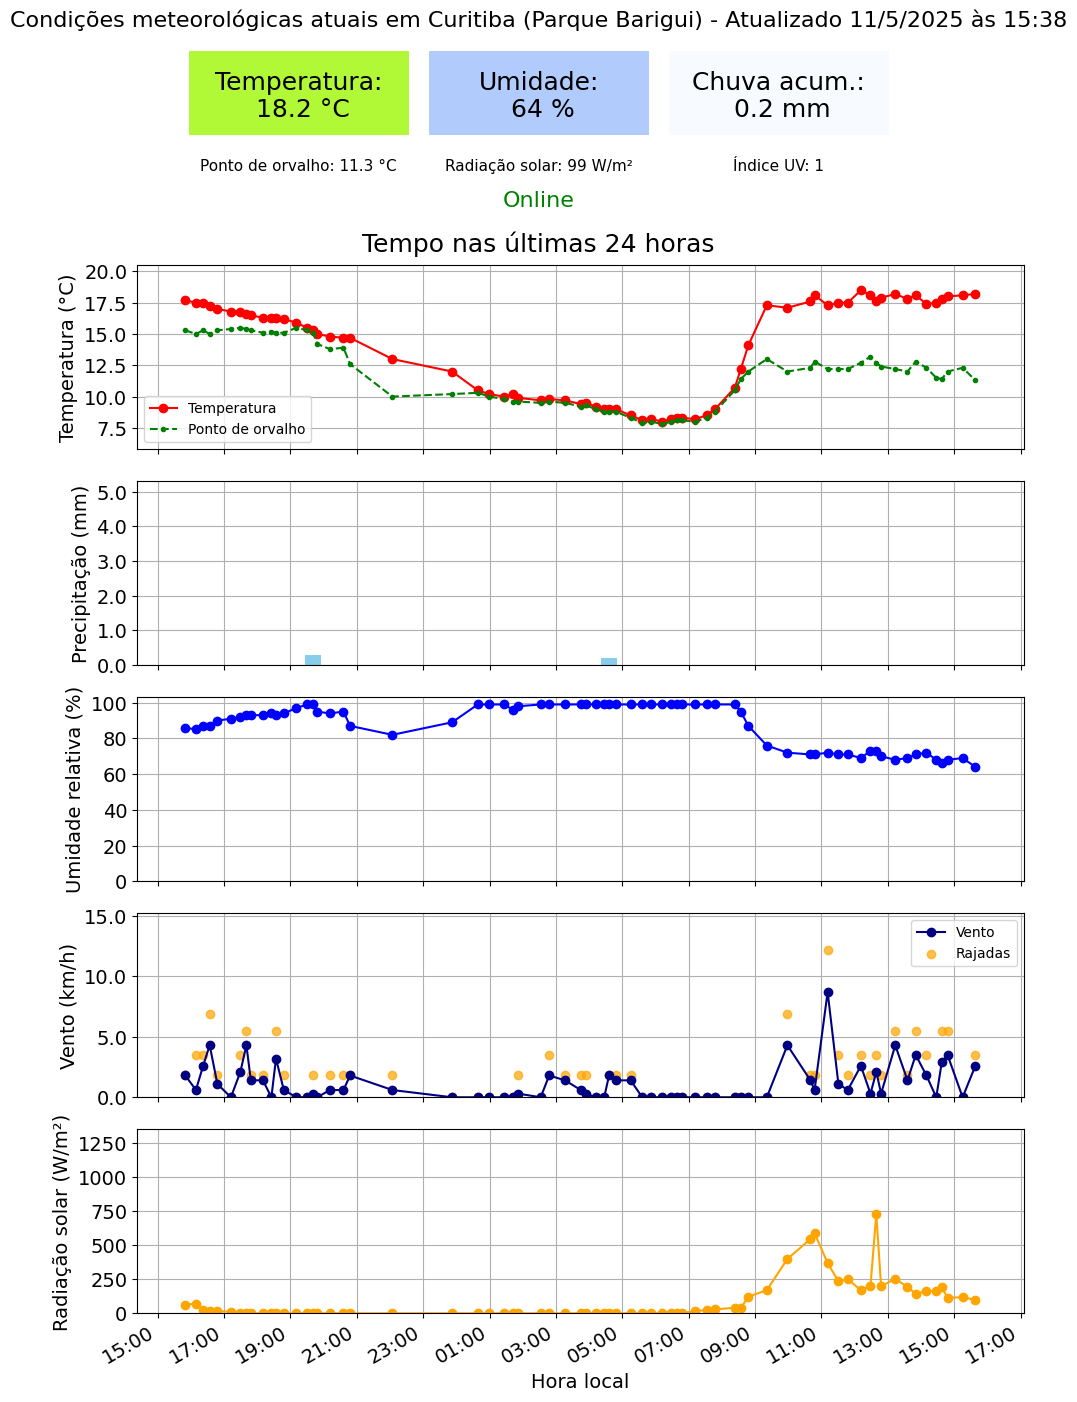 Condições meteorológicas atuais em Curitiba (Parque Barigui) - Atualizado 11/5/2025 às 15:38
Temperatura:
18.2 °C
Umidade:
64 %
Chuva acum.:
0.2 mm
Ponto de orvalho: 11.3 °C
Radiação solar: 99 W/m²
Índice UV: 1
Online
Tempo nas últimas 24 horas
Temperatura (°C)
20.0
17.5
15.0
12.5
10.0
7.5
Temperatura
Ponto de orvalho
Precipitação (mm)
5.0
4.0
3.0
2.0
1.0
0.0
Umidade relativa (%)
100
80
60
40
20
0
Vento (km/h)
15.0
10.0
5.0
0.0
Vento
Rajadas
Radiação solar (W/m²)
1250
1000
750
500
250
0
15:00
17:00
19:00
21:00
23:00
01:00
03:00
05:00
07:00
09:00
11:00
13:00
15:00
17:00
Hora local